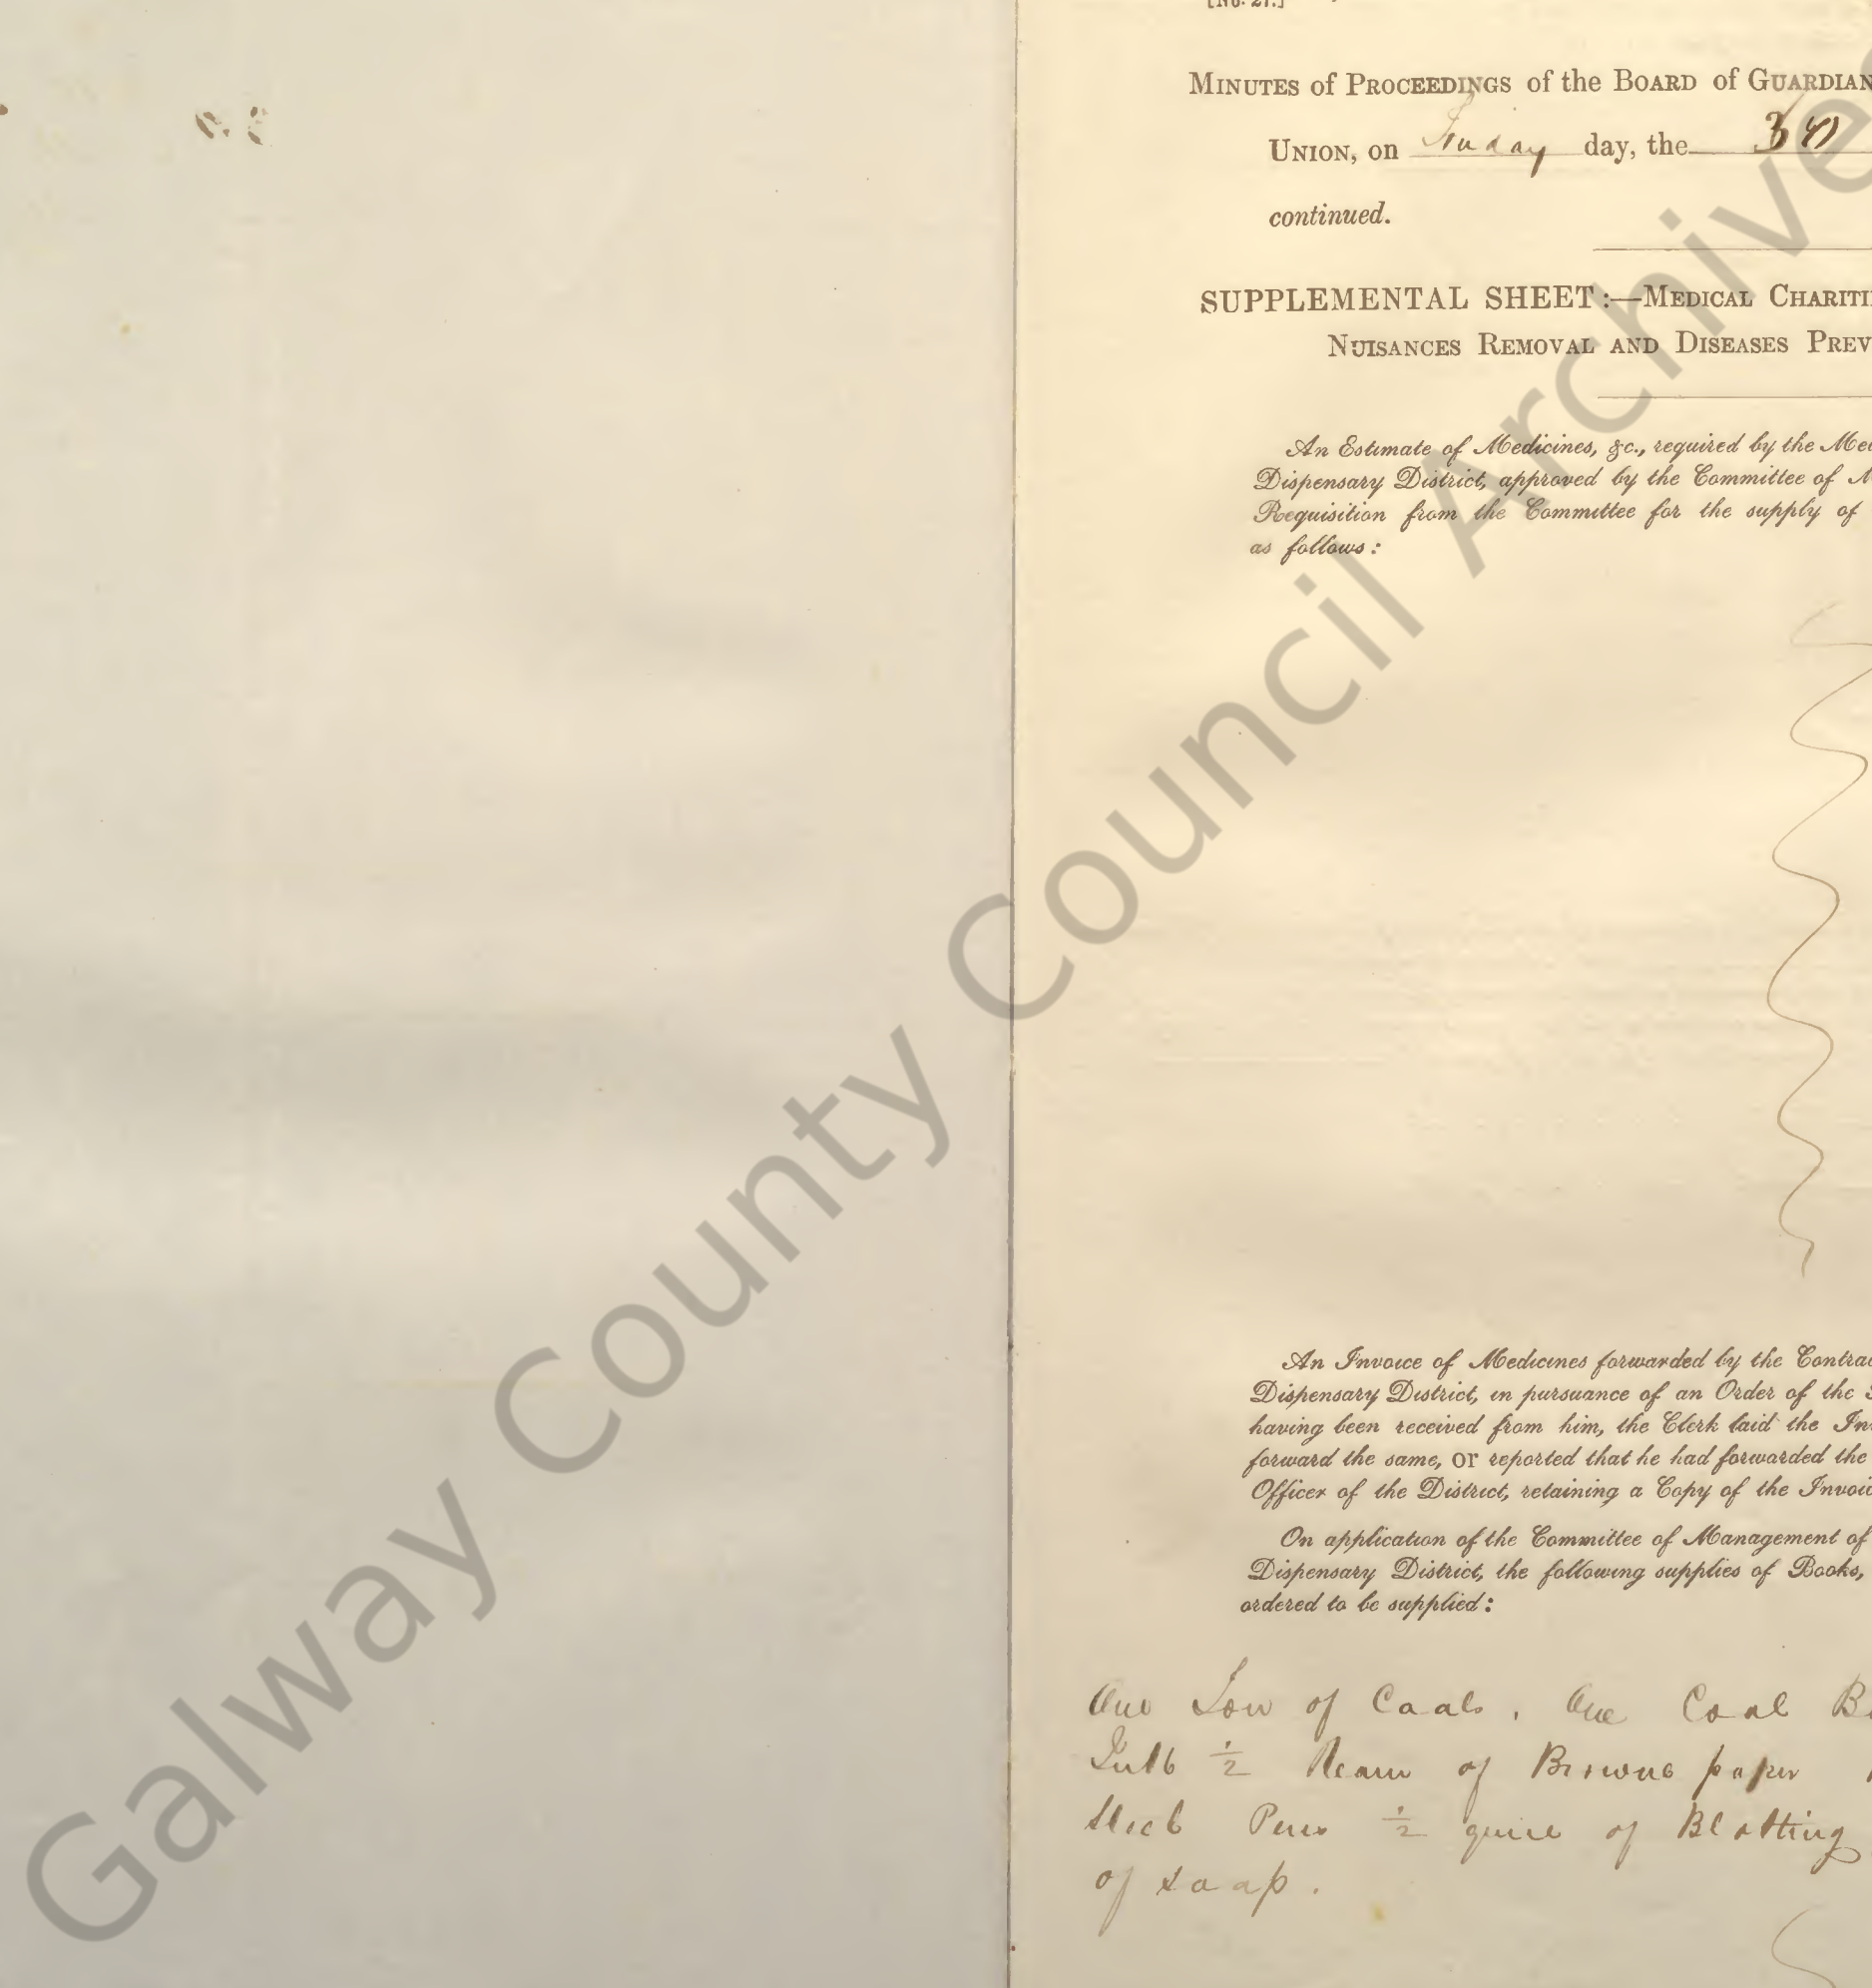 [No. 27.]
MINUTES of PROCEEDINGS of the BOARD of GUARDIAN
UNION, on Friday day, the
continued.
SUPPLEMENTAL SHEET:—MEDICAL CHARITI
NUISANCES REMOVAL AND DISEASES PREV
An Estimate of Medicines, &c., required by the Med
Dispensary District, approved by the Committee of M
Requisition from the Committee for the supply of
as follows:
An Invoice of Medicines forwarded by the Contrac
Dispensary District, in pursuance of an Order of the
having been received from him, the Clerk laid the Inv
forward the same, or reported that he had forwarded the
Officer of the District, retaining a Copy of the Invoic
On application of the Committee of Management of
Dispensary District, the following supplies of Books,
ordered to be supplied:
One Ton of Coals. One Coal B
½ Ream of Browne paper
Steel Pens ½ quire of Blotting
of soap.
Galway County Council Archives